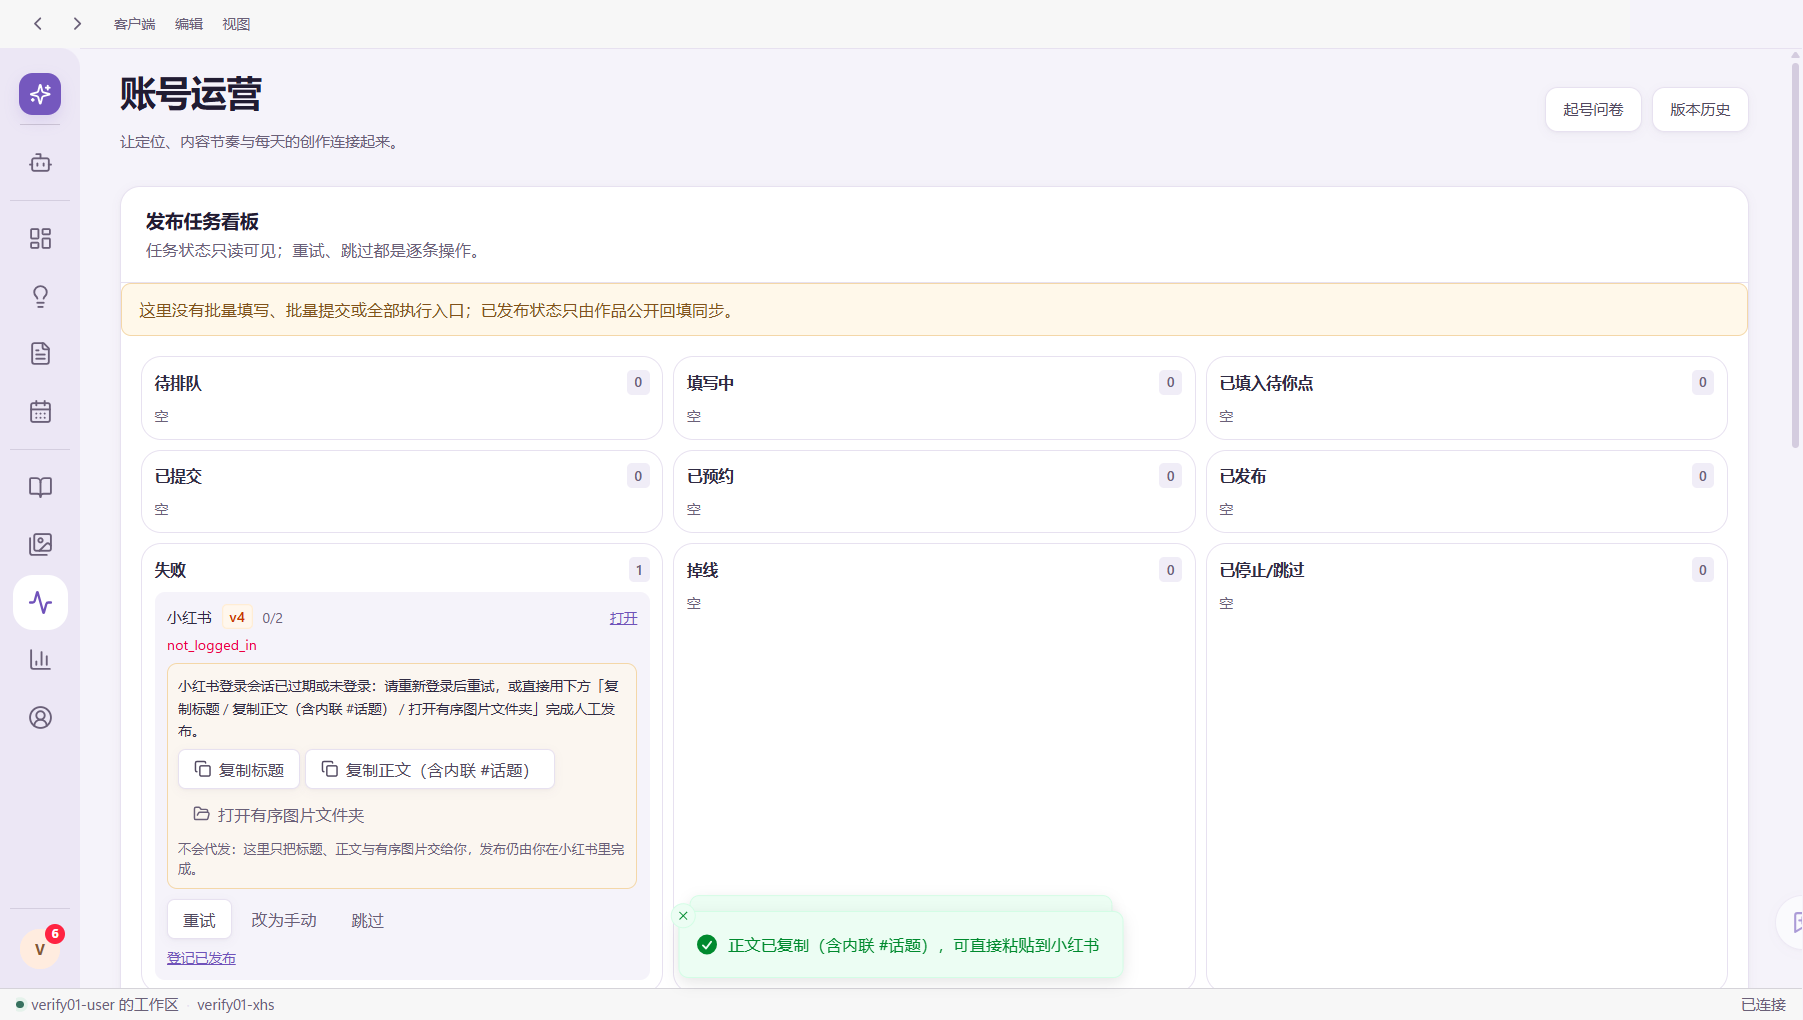 客户端 编辑 视图
账号运营
让定位、内容节奏与每天的创作连接起来。
起号问卷
版本历史
发布任务看板
任务状态只读可见；重试、跳过都是逐条操作。
这里没有批量填写、批量提交或全部执行入口；已发布状态只由作品公开回填同步。
待排队 0
空
填写中 0
空
已填入待你点 0
空
已提交 0
空
已预约 0
空
已发布 0
空
失败 1
小红书 v4 0/2 打开
not_logged_in
小红书登录会话已过期或未登录：请重新登录后重试，或直接用下方「复
制标题 / 复制正文（含内联 #话题） / 打开有序图片文件夹」完成人工发
布。
复制标题
复制正文（含内联 #话题）
打开有序图片文件夹
不会代发：这里只把标题、正文与有序图片交给你，发布仍由你在小红书里完
成。
重试 改为手动 跳过
登记已发布
掉线 0
空
已停止/跳过 0
空
正文已复制（含内联 #话题），可直接粘贴到小红书
6
V
verify01-user 的工作区 · verify01-xhs
已连接